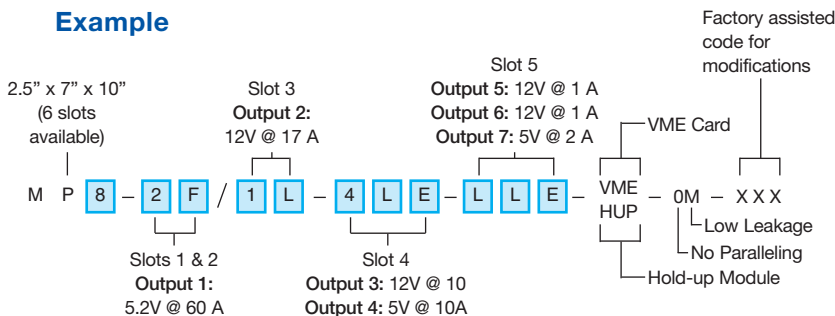 Example
Factory assisted
code for
modifications
2.5” x 7” x 10”
(6 slots
available)
Slot 3
Output 2:
12V @ 17 A
Slot 5
Output 5: 12V @ 1 A
Output 6: 12V @ 1 A
Output 7: 5V @ 2 A
VME Card
M P 8 – 2 F / 1 L – 4 L E – L L E – VME HUP – 0M – X X X
Low Leakage
No Paralleling
Hold-up Module
Slots 1 & 2
Output 1:
5.2V @ 60 A
Slot 4
Output 3: 12V @ 10
Output 4: 5V @ 10A